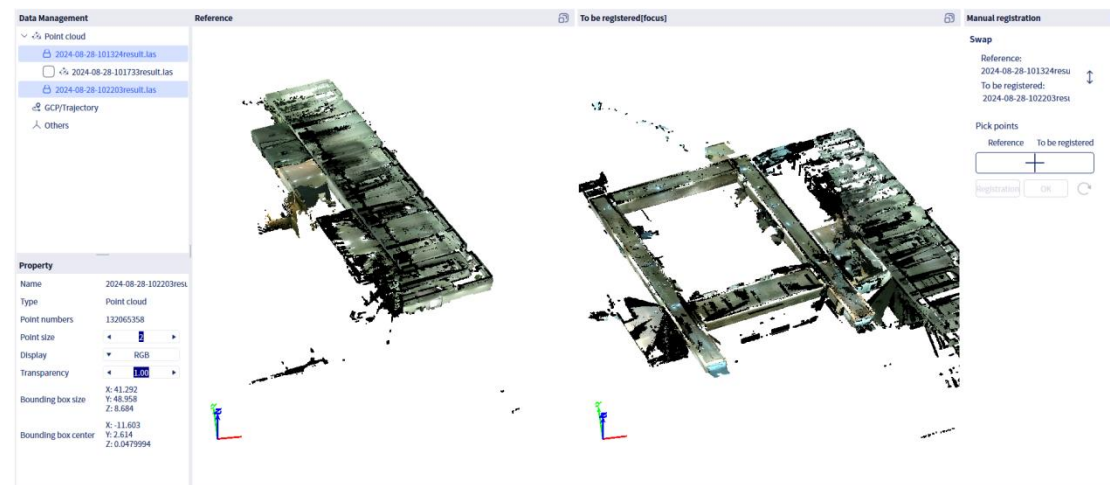 Data Management
Point cloud
2024-08-28-101324result.las
2024-08-28-101733result.las
2024-08-28-102203result.las
GCP/Trajectory
Others
Property
Name 2024-08-28-102203resu
Type Point cloud
Point numbers 132065358
Point size 2
Display RGB
Transparency 1.00
Bounding box size X: 41.292
Y: 48.958
Z: 8.684
Bounding box center X: -11.603
Y: 2.614
Z: 0.0479994
Reference
To be registered[focus]
Manual registration
Swap
Reference:
2024-08-28-101324resu
To be registered:
2024-08-28-102203resu
Pick points
Reference To be registered
Registration OK